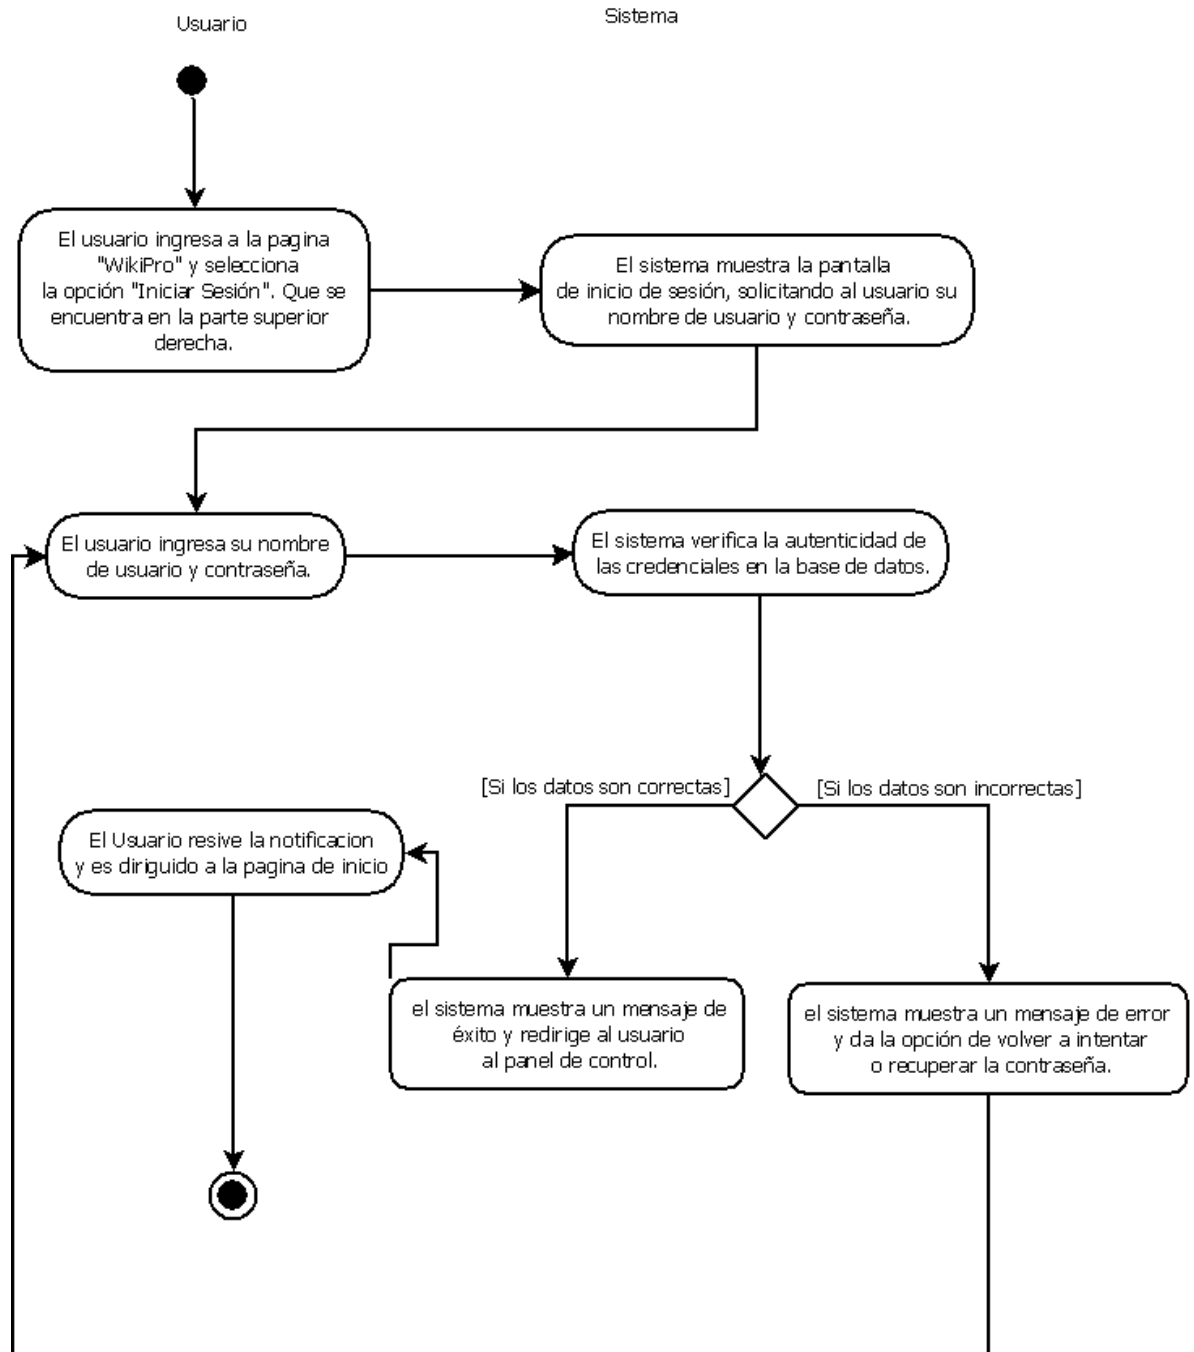 Usuario
Sistema
El usuario ingresa a la pagina
"WikiPro" y selecciona
la opción "Iniciar Sesión". Que se
encuentra en la parte superior
derecha.
El sistema muestra la pantalla
de inicio de sesión, solicitando al usuario su
nombre de usuario y contraseña.
El usuario ingresa su nombre
de usuario y contraseña.
El sistema verifica la autenticidad de
las credenciales en la base de datos.
[Si los datos son correctas]
[Si los datos son incorrectas]
El Usuario resive la notificacion
y es diriguido a la pagina de inicio
el sistema muestra un mensaje de
éxito y redirige al usuario
al panel de control.
el sistema muestra un mensaje de error
y da la opción de volver a intentar
o recuperar la contraseña.